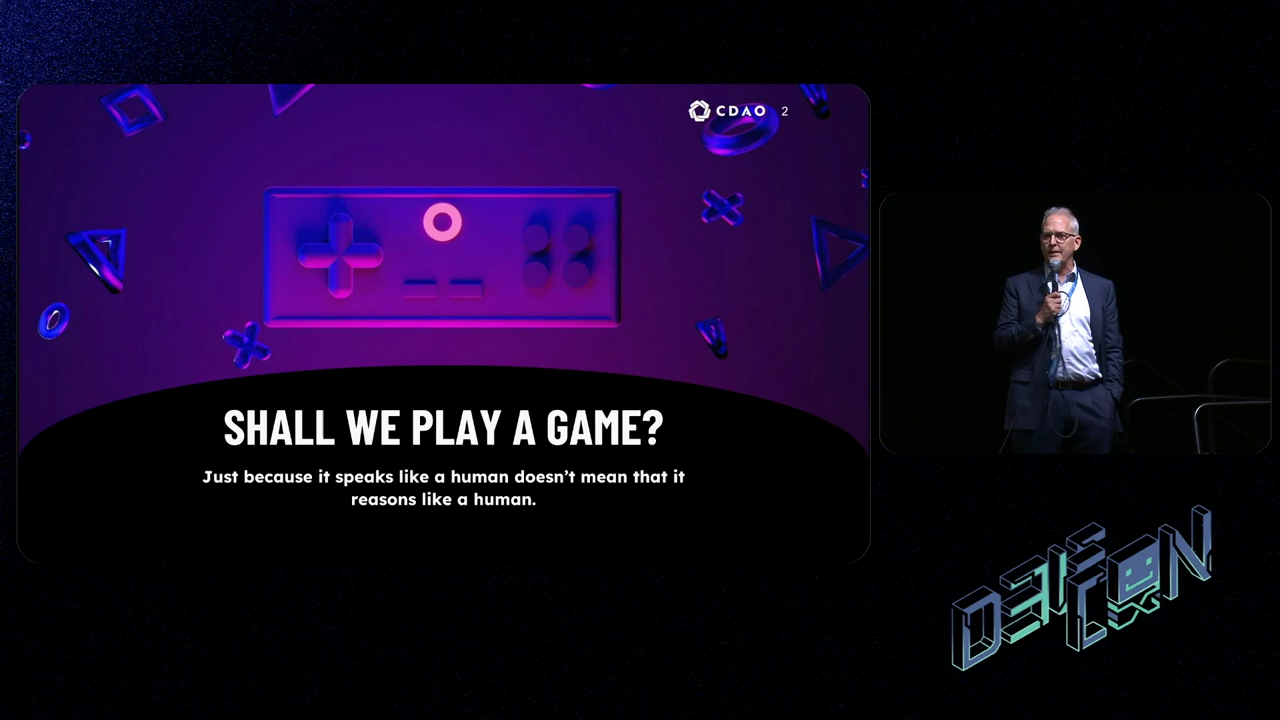 CDAO 2
SHALL WE PLAY A GAME?
Just because it speaks like a human doesn’t mean that it
reasons like a human.
DEF CON